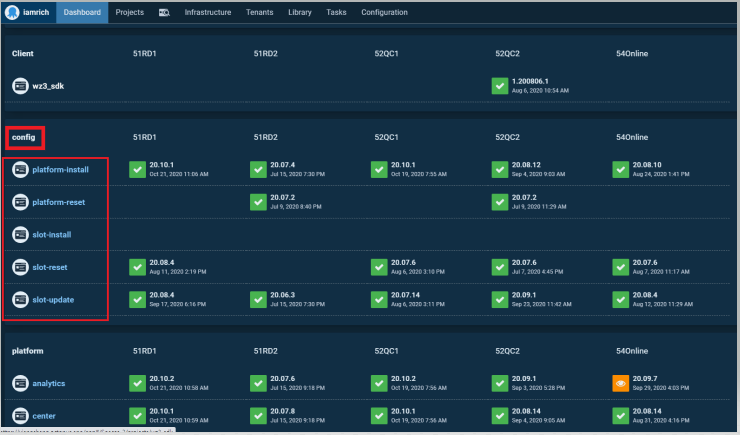 iamrich Dashboard Projects Infrastructure Tenants Library Tasks Configuration
Client 51RD1 51RD2 52QC1 52QC2 54Online
wz3_sdk 1.200806.1
Aug 6, 2020 10:54 AM
config 51RD1 51RD2 52QC1 52QC2 54Online
platform-install 20.10.1 20.07.4 20.10.1 20.08.12 20.08.10
Oct 21, 2020 11:06 AM Jul 15, 2020 7:30 PM Oct 19, 2020 7:55 AM Sep 4, 2020 9:03 AM Aug 24, 2020 1:41 PM
platform-reset 20.07.2 20.07.2
Jul 9, 2020 8:40 PM Jul 9, 2020 11:29 AM
slot-install
slot-reset 20.08.4 20.07.6 20.07.6 20.07.6
Aug 11, 2020 2:19 PM Aug 6, 2020 3:10 PM Jul 7, 2020 4:45 PM Aug 7, 2020 11:17 AM
slot-update 20.08.4 20.06.3 20.07.14 20.09.1 20.08.4
Sep 17, 2020 6:16 PM Jul 15, 2020 7:30 PM Aug 6, 2020 3:11 PM Sep 23, 2020 11:42 AM Aug 12, 2020 11:29 AM
platform 51RD1 51RD2 52QC1 52QC2 54Online
analytics 20.10.2 20.07.6 20.10.2 20.09.1 20.09.7
Oct 21, 2020 10:58 AM Jul 15, 2020 9:18 PM Oct 19, 2020 7:56 AM Sep 3, 2020 5:28 PM Sep 29, 2020 4:03 PM
center 20.10.1 20.07.8 20.10.1 20.08.14 20.08.14
Oct 21, 2020 10:59 AM Jul 15, 2020 9:18 PM Oct 19, 2020 7:56 AM Sep 4, 2020 9:05 AM Aug 31, 2020 4:16 PM